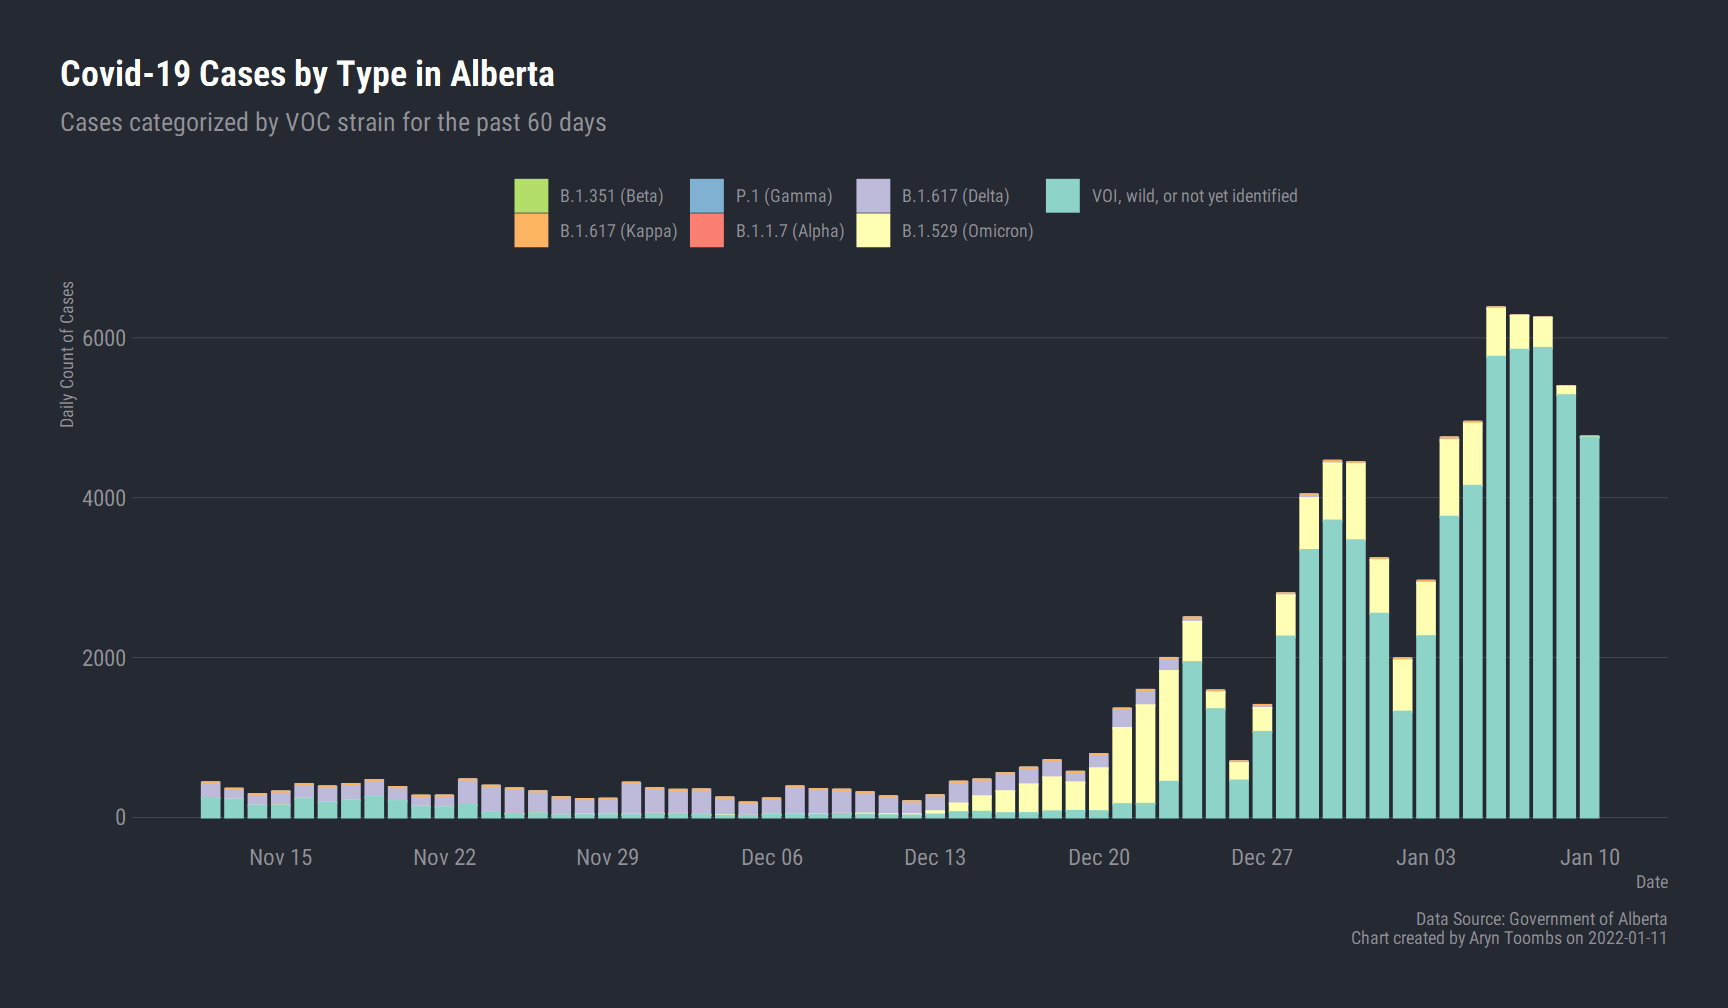 Covid-19 Cases by Type in Alberta
Cases categorized by VOC strain for the past 60 days
B.1.351 (Beta) P.1 (Gamma) B.1.617 (Delta) VOI, wild, or not yet identified
B.1.617 (Kappa) B.1.1.7 (Alpha) B.1.529 (Omicron)
Daily Count of Cases
6000
4000
2000
0
Nov 15 Nov 22 Nov 29 Dec 06 Dec 13 Dec 20 Dec 27 Jan 03 Jan 10
Date
Data Source: Government of Alberta
Chart created by Aryn Toombs on 2022-01-11